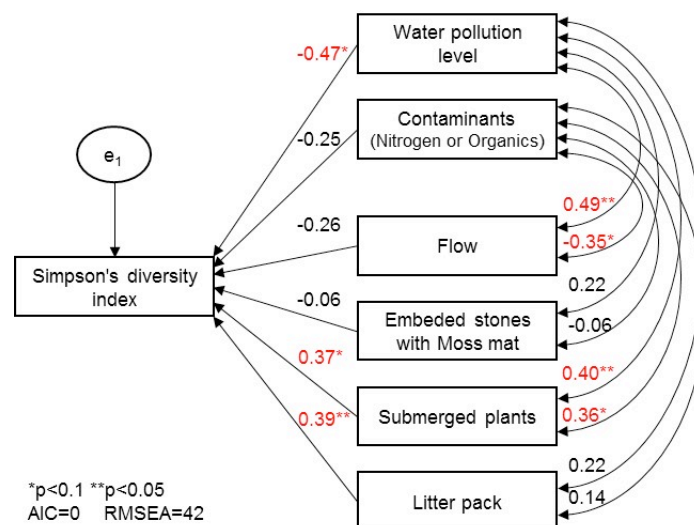 Water pollution
level
-0.47*
Contaminants
(Nitrogen or Organics)
-0.25
e1
0.49**
-0.26
Flow
-0.35*
Simpson's diversity
index
0.22
-0.06
Embeded stones
with Moss mat
-0.06
0.37*
0.40**
Submerged plants
0.39**
0.36*
0.22
Litter pack
0.14
*p<0.1 **p<0.05
AIC=0 RMSEA=42